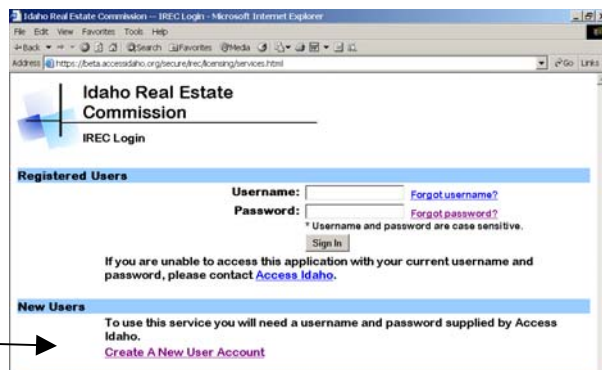 Idaho Real Estate Commission -- IREC Login - Microsoft Internet Explorer
File Edit View Favorites Tools Help
Back Search Favorites Media
Address https://beta.accessidaho.org/secure/irec/licensing/services.html Go Links
Idaho Real Estate
Commission
IREC Login
Registered Users
Username: Forgot username?
Password: Forgot password?
* Username and password are case sensitive.
Sign In
If you are unable to access this application with your current username and
password, please contact Access Idaho.
New Users
To use this service you will need a username and password supplied by Access
Idaho.
Create A New User Account